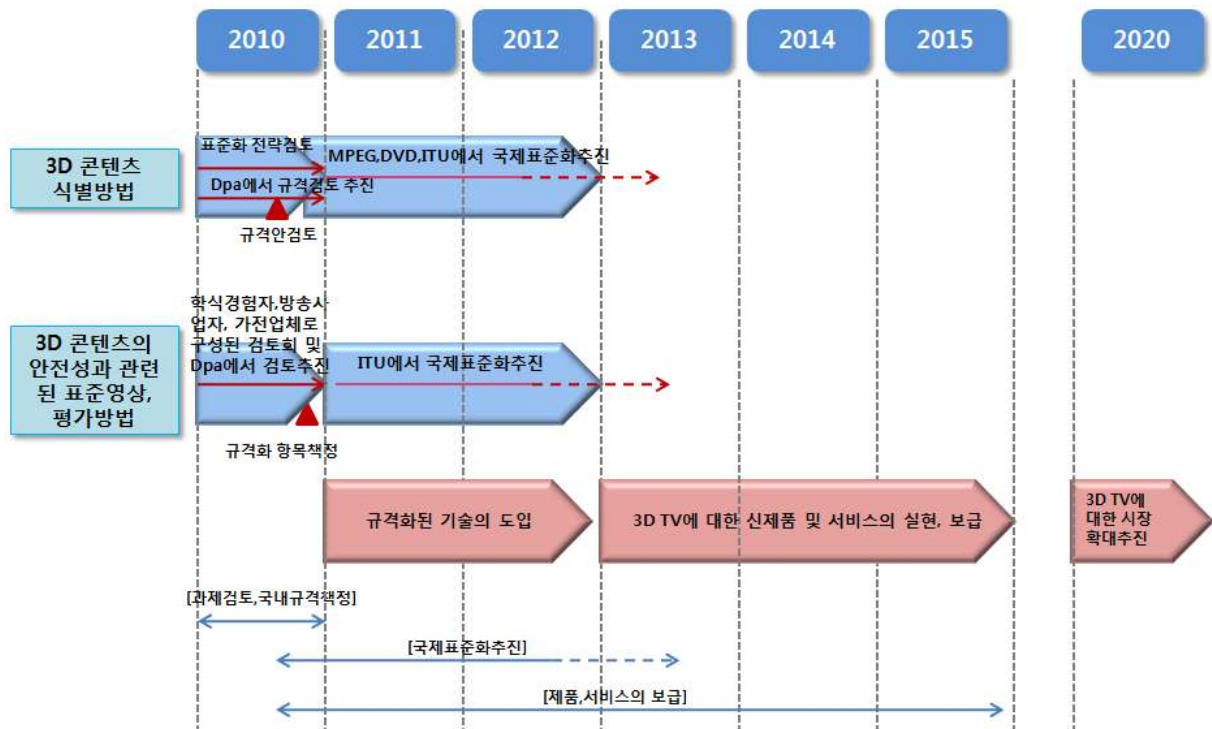 2010
2011
2012
2013
2014
2015
2020
3D 콘텐츠
식별방법
표준화 전략검토
Dpa에서 규격검토 추진
규격안검토
MPEG,DVD,ITU에서 국제표준화추진
3D 콘텐츠의
안전성과 관련
된 표준영상,
평가방법
학식경험자,방송사
업자, 가전업체로
구성된 검토회 및
Dpa에서 검토추진
규격화 항목책정
ITU에서 국제표준화추진
규격화된 기술의 도입
3D TV에 대한 신제품 및 서비스의 실현, 보급
3D TV에
대한 시장
확대추진
[과제검토,국내규격책정]
[국제표준화추진]
[제품,서비스의 보급]